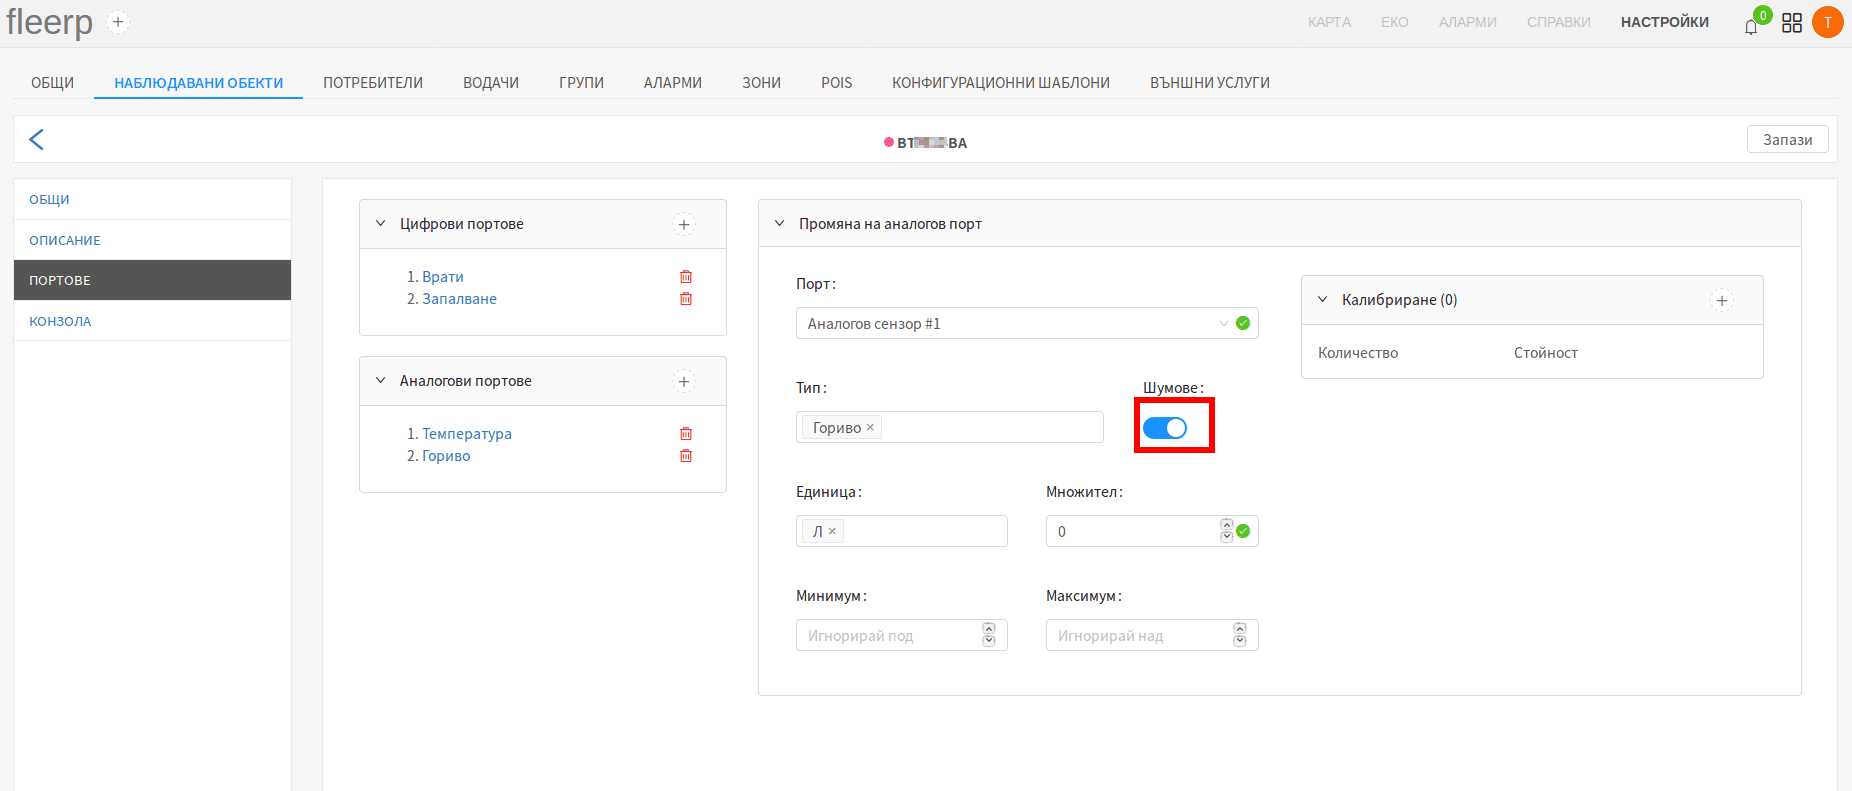 fleerp
КАРТА ЕКО АЛАРМИ СПРАВКИ НАСТРОЙКИ 0 T
ОБЩИ НАБЛЮДАВАНИ ОБЕКТИ ПОТРЕБИТЕЛИ ВОДАЧИ ГРУПИ АЛАРМИ ЗОНИ POIS КОНФИГУРАЦИОННИ ШАБЛОНИ ВЪНШНИ УСЛУГИ
Запази
ОБЩИ
ОПИСАНИЕ
ПОРТОВЕ
КОНЗОЛА
Цифрови портове
1. Врати
2. Запалване
Аналогови портове
1. Температура
2. Гориво
Промяна на аналогов порт
Порт:
Аналогов сензор #1
Тип: Шумове:
Гориво ×
Единица: Множител:
Л × 0
Минимум: Максимум:
Игнорирай под Игнорирай над
Калибриране (0)
Количество Стойност